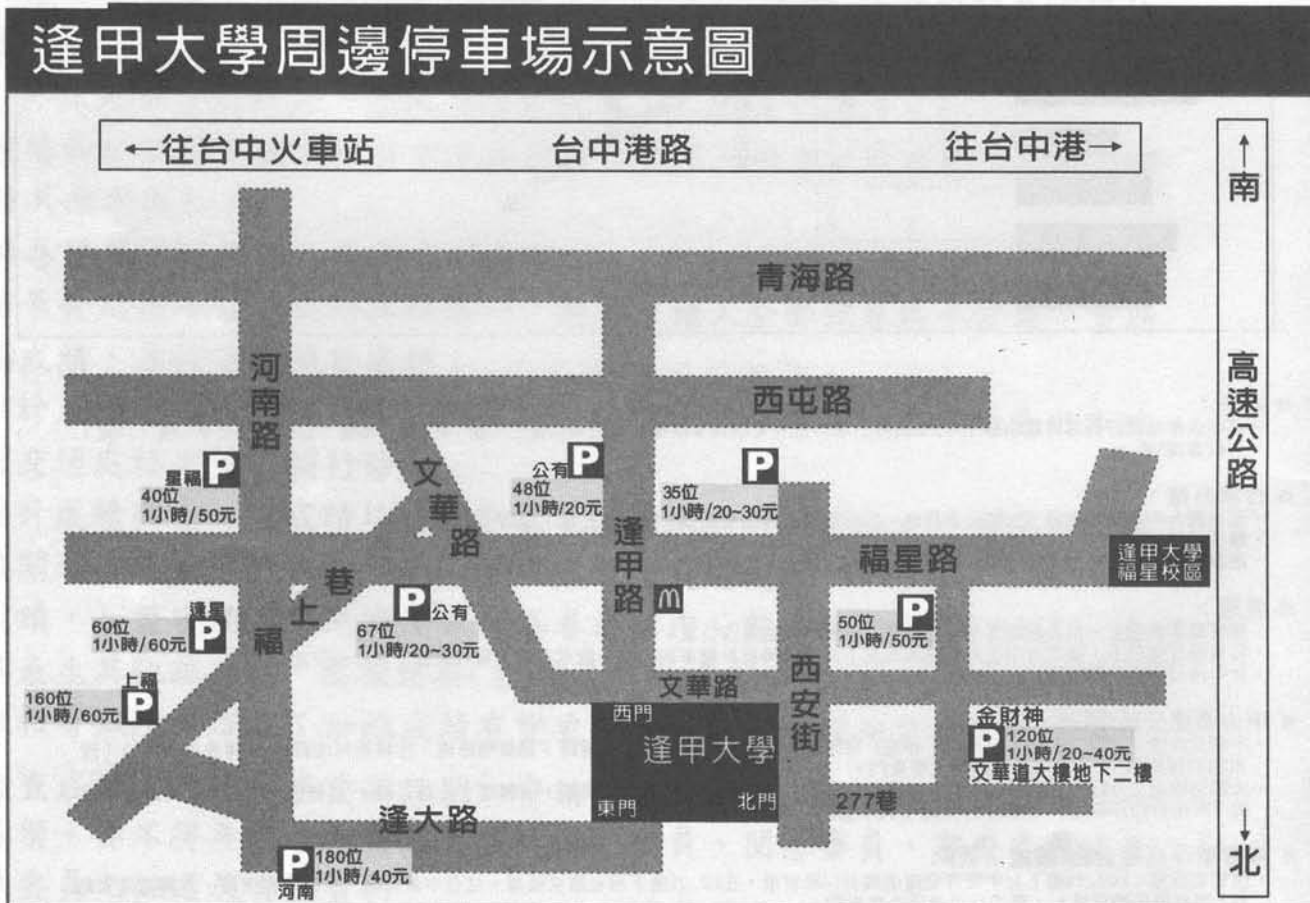 逢甲大學周邊停車場示意圖
←往台中火車站 台中港路 往台中港→
↑南
高速公路
↓北
青海路
河南路
西屯路
星福 P
40位
1小時/50元
文華路
公有 P
48位
1小時/20元
P
35位
1小時/20~30元
逢甲路
福星路
逢甲大學
福星校區
福上巷
逢星 P
60位
1小時/60元
P 公有
67位
1小時/20~30元
P
50位
1小時/50元
上福 P
160位
1小時/60元
文華路
西安街
西門
逢甲大學
東門
北門
金財神
P 120位
1小時/20~40元
文華道大樓地下二樓
277巷
逢大路
P 180位
1小時/40元
河南